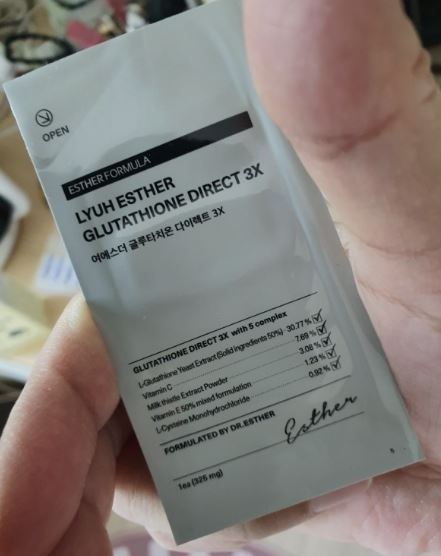 OPEN
ESTHER FORMULA
LYUH ESTHER
GLUTATHIONE DIRECT 3X
여에스더 글루타치온 다이렉트 3X
GLUTATHIONE DIRECT 3X with 5 complex
L-Glutathione Yeast Extract (Solid ingredients 50%) 30.77 %
Vitamin C 7.69 %
Milk thistle Extract Powder 3.08 %
Vitamin E 50% mixed formulation 1.23 %
L-Cysteine Monohydrochloride 0.92 %
FORMULATED BY DR.ESTHER
Esther
1ea (325 mg)